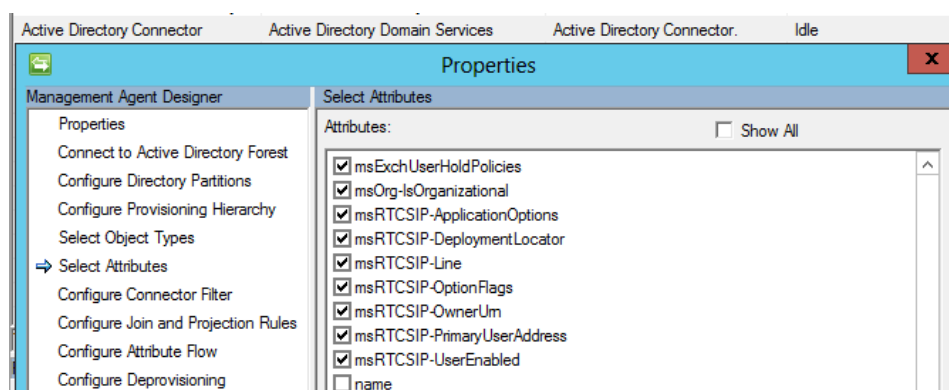 Active Directory Connector Active Directory Domain Services Active Directory Connector. Idle
Properties
Management Agent Designer
Properties
Connect to Active Directory Forest
Configure Directory Partitions
Configure Provisioning Hierarchy
Select Object Types
Select Attributes
Configure Connector Filter
Configure Join and Projection Rules
Configure Attribute Flow
Configure Deprovisioning
Select Attributes
Attributes: Show All
msExchUserHoldPolicies
msOrg-IsOrganizational
msRTCSIP-ApplicationOptions
msRTCSIP-DeploymentLocator
msRTCSIP-Line
msRTCSIP-OptionFlags
msRTCSIP-OwnerUrn
msRTCSIP-PrimaryUserAddress
msRTCSIP-UserEnabled
name